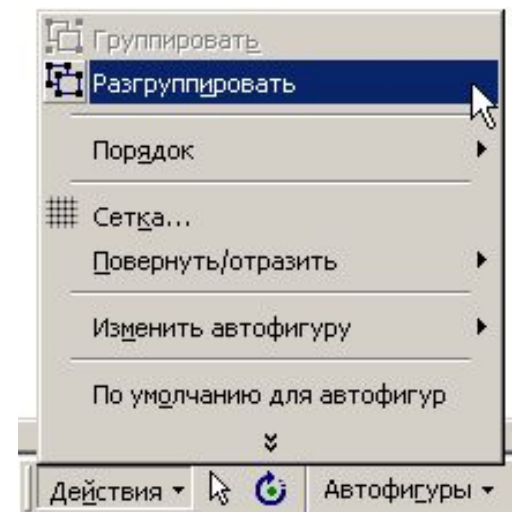 Группировать
Разгруппировать
Порядок
Сетка...
Повернуть/отразить
Изменить автофигуру
По умолчанию для автофигур
Действия Автофигуры